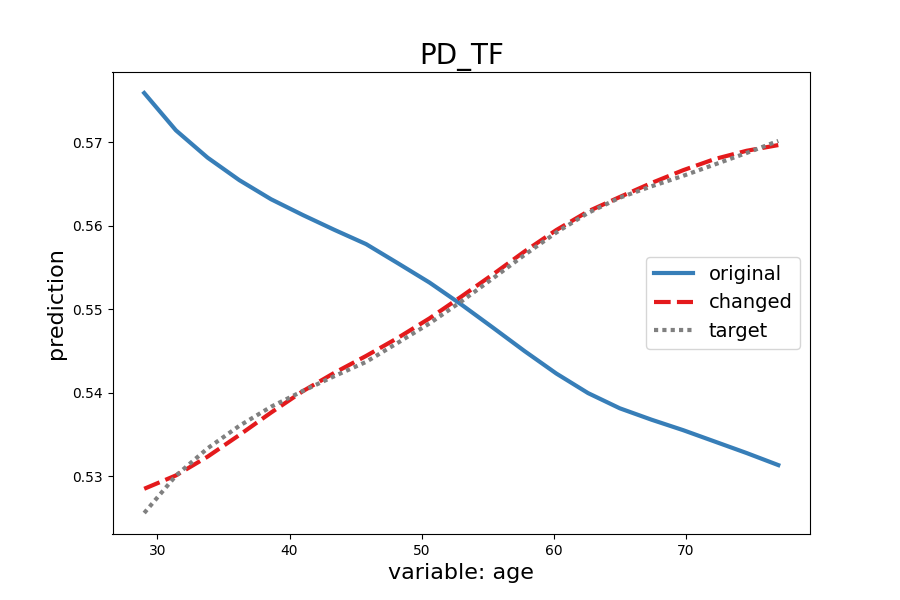 PD_TF
prediction
0.57
0.56
0.55
0.54
0.53
original
changed
target
30 40 50 60 70
variable: age